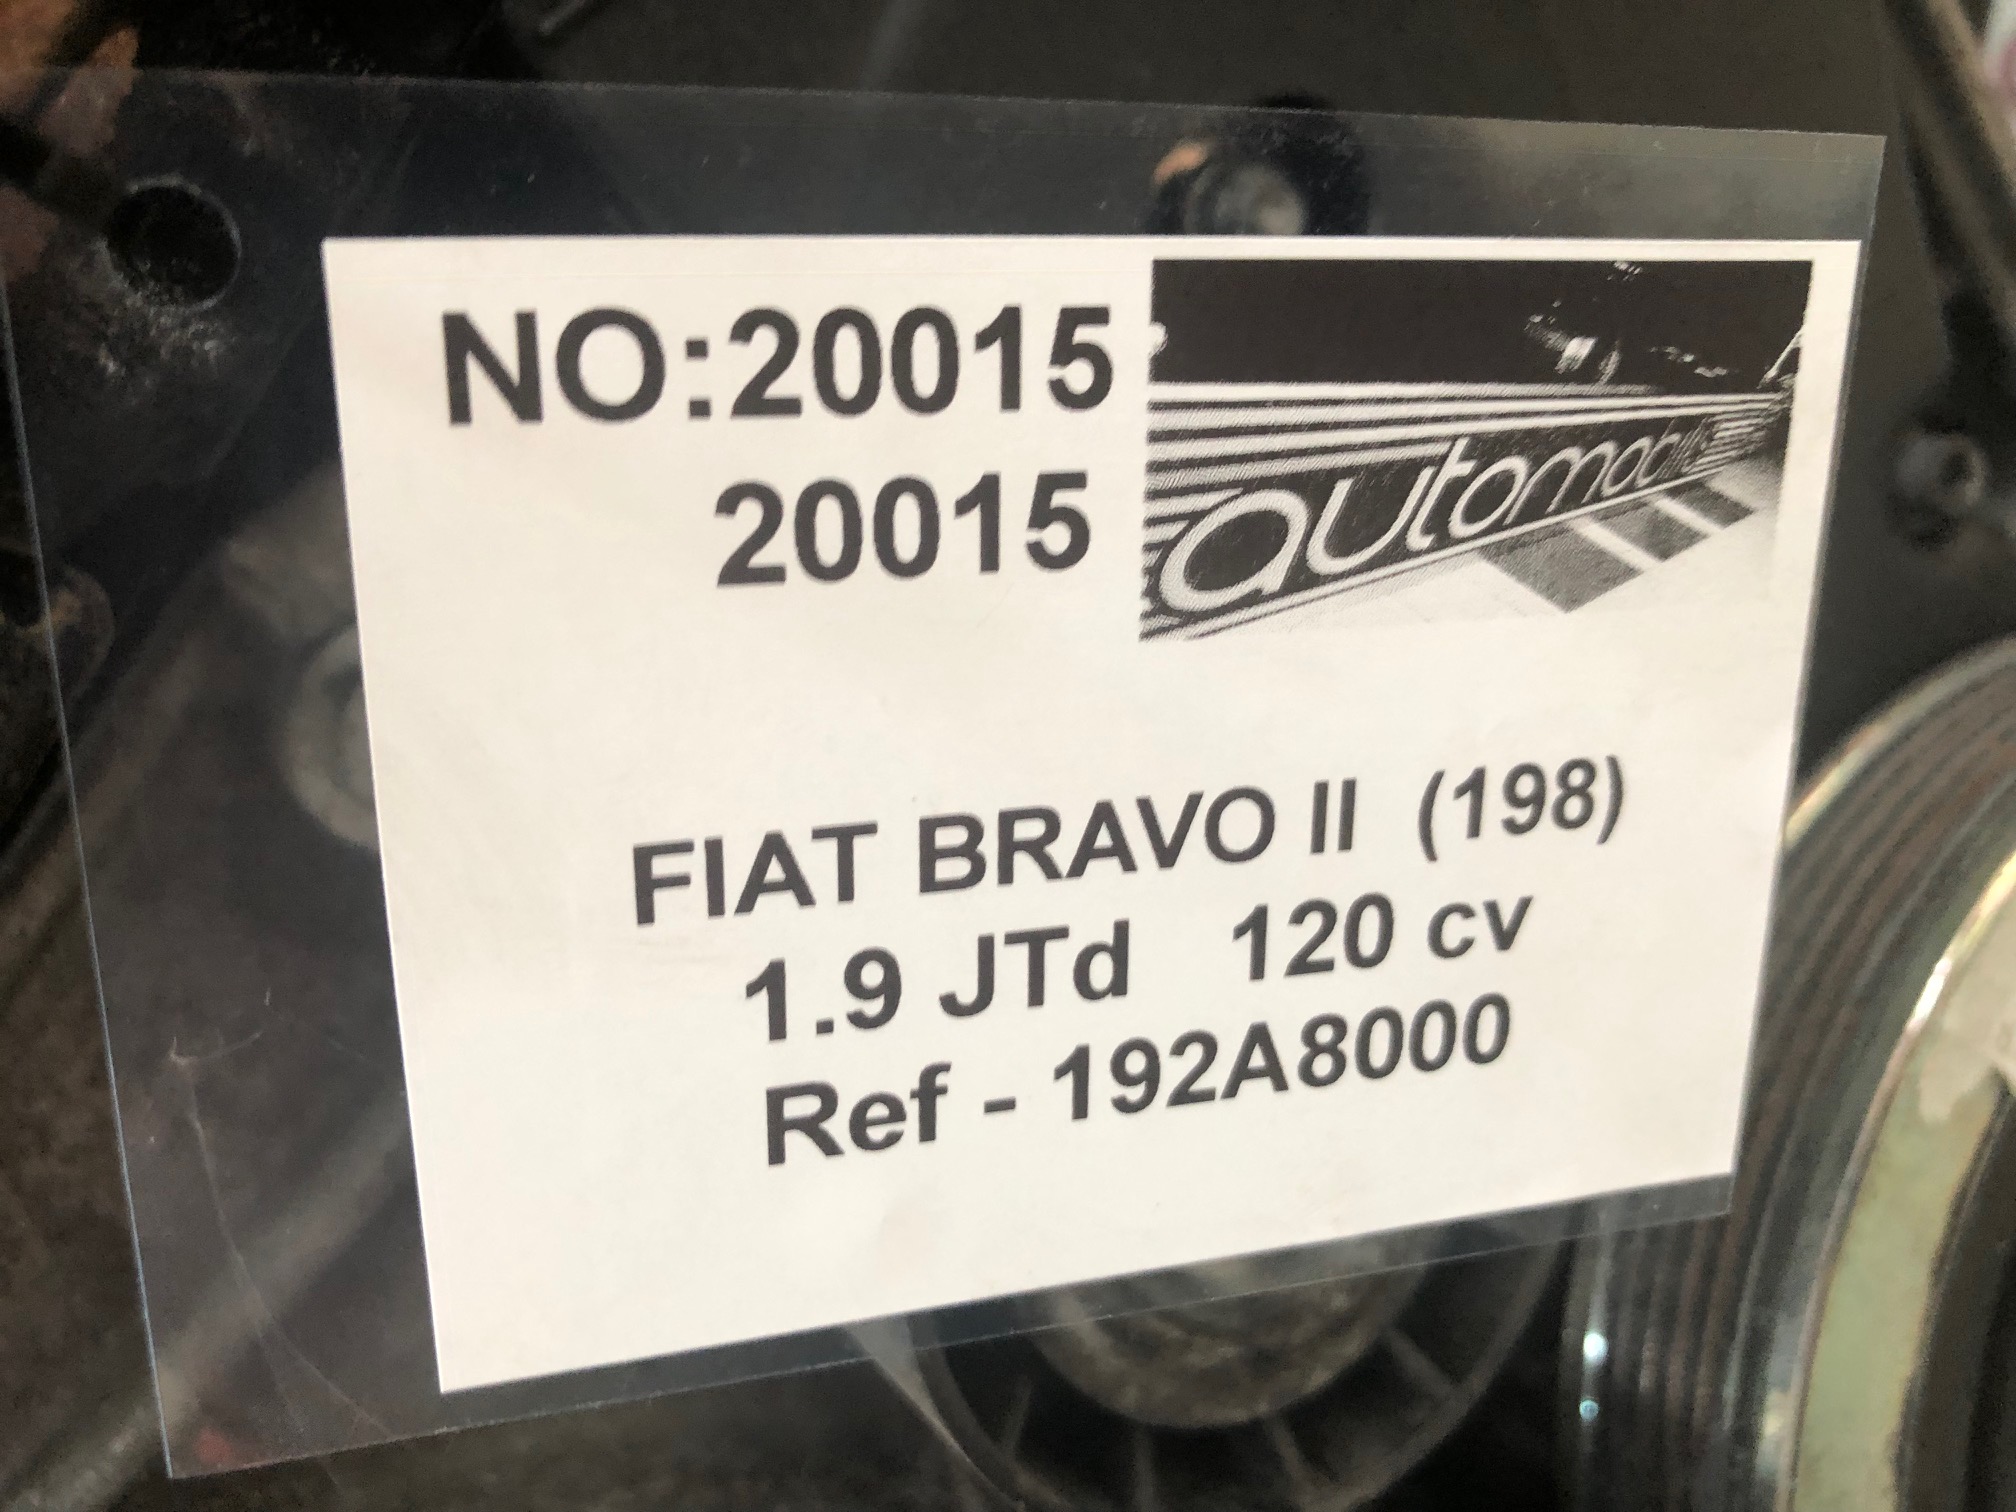 NO:20015
20015
automobile
FIAT BRAVO II (198)
1.9 JTd 120 cv
Ref - 192A8000